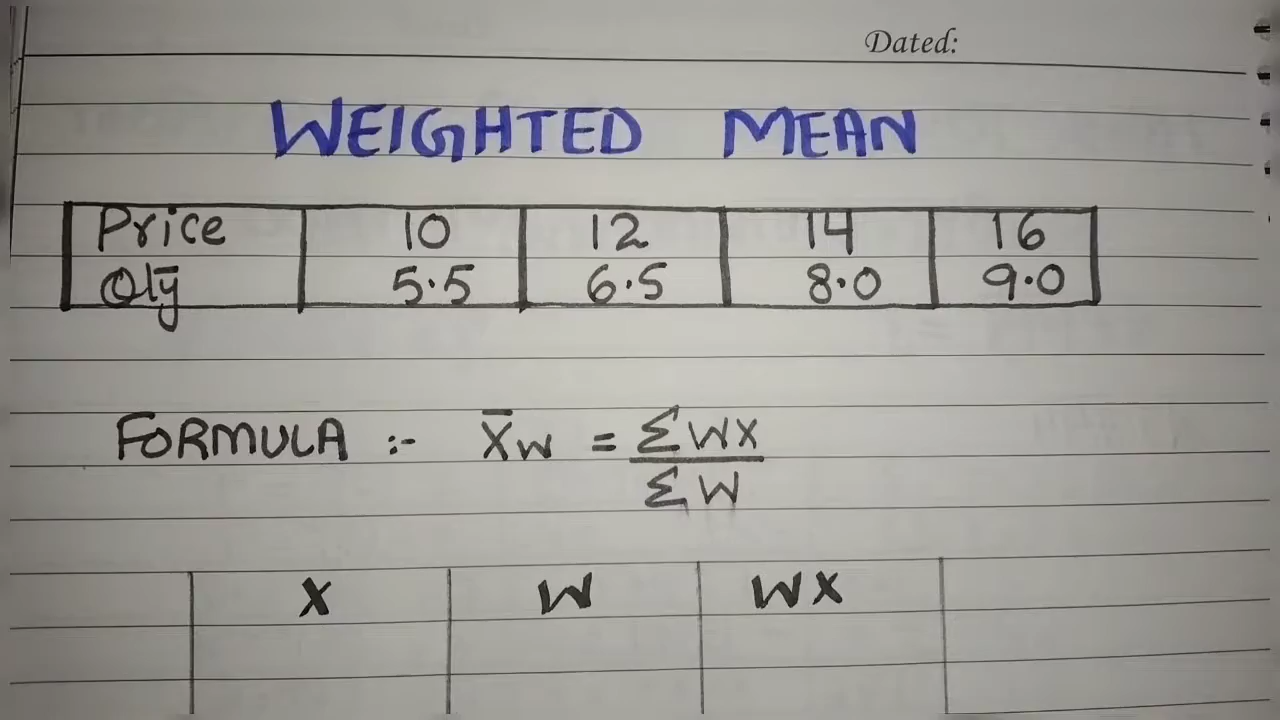 Dated:
WEIGHTED MEAN
Price 10 12 14 16
Qty 5.5 6.5 8.0 9.0
FORMULA :- X̄w = ΣWX
ΣW
X W WX